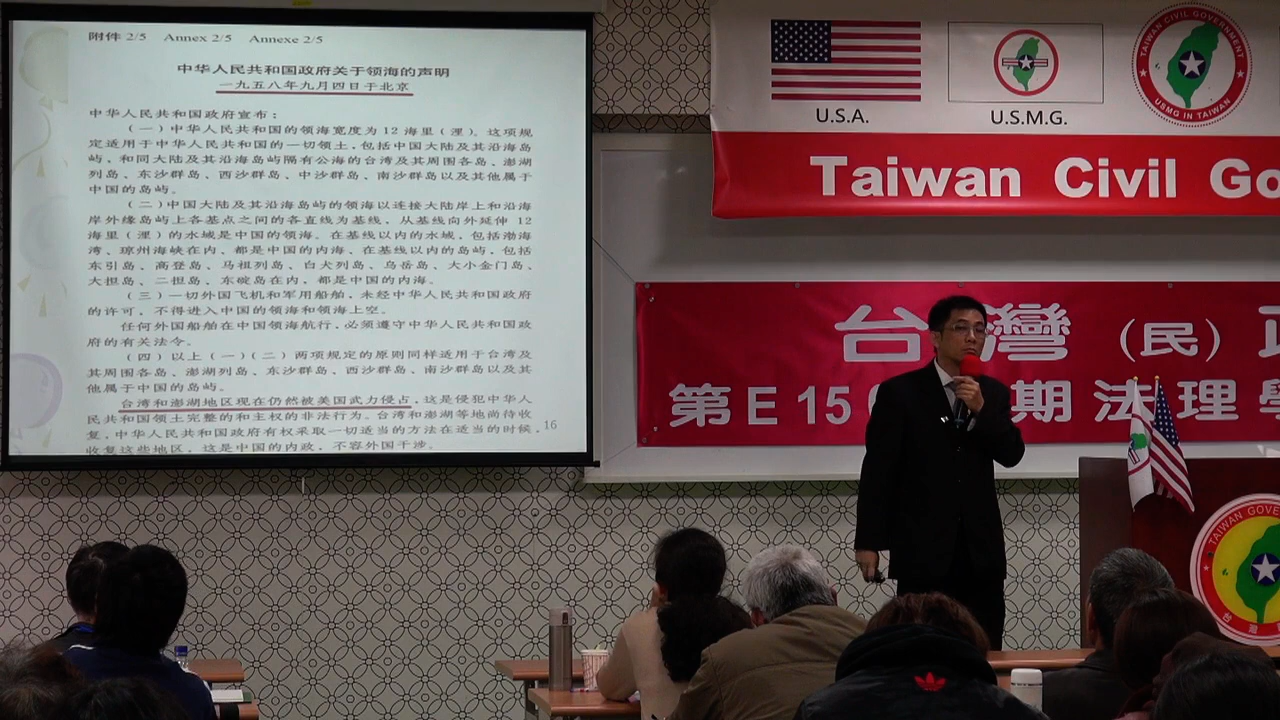 附件 2/5 Annex 2/5 Annexe 2/5
中华人民共和国政府关于领海的声明
一九五八年九月四日于北京
中华人民共和国政府宣布：
（一）中华人民共和国的领海宽度为 12 海里（浬）。这项规
定适用于中华人民共和国的一切领土，包括中国大陆及其沿海岛
屿，和同大陆及其沿海岛屿隔有公海的台湾及其周围各岛、澎湖
列岛、东沙群岛、西沙群岛、中沙群岛、南沙群岛以及其他属于
中国的岛屿。
（二）中国大陆及其沿海岛屿的领海以连接大陆岸上和沿海
岸外缘岛屿上各基点之间的各直线为基线，从基线向外延伸 12
海里（浬）的水域是中国的领海。在基线以内的水域，包括渤海
湾、琼州海峡在内、都是中国的内海、在基线以内的岛屿，包括
东引岛、高登岛、马祖列岛、白犬列岛、乌岳岛、大小金门岛、
大担岛、二担岛、东碇岛在内，都是中国的内海。
（三）一切外国飞机和军用船舶，未经中华人民共和国政府
的许可，不得进入中国的领海和领海上空。
任何外国船舶在中国领海航行，必须遵守中华人民共和国政
府的有关法令。
（四）以上（一）（二）两项规定的原则同样适用于台湾及
其周围各岛、澎湖列岛、东沙群岛、西沙群岛、南沙群岛以及其
他属于中国的岛屿。
台湾和澎湖地区现在仍然被美国武力侵占，这是侵犯中华人
民共和国领土完整的和主权的非法行为。台湾和澎湖等地尚待收
复，中华人民共和国政府有权采取一切适当的方法在适当的时候，
收复这些地区，这是中国的内政，不容外国干涉。
16
U.S.A.
U.S.M.G.
TAIWAN CIVIL GOVERNMENT
USMG IN TAIWAN
Taiwan Civil Go
台灣（民）政
第E15 期法理學
TAIWAN GOVE
台灣